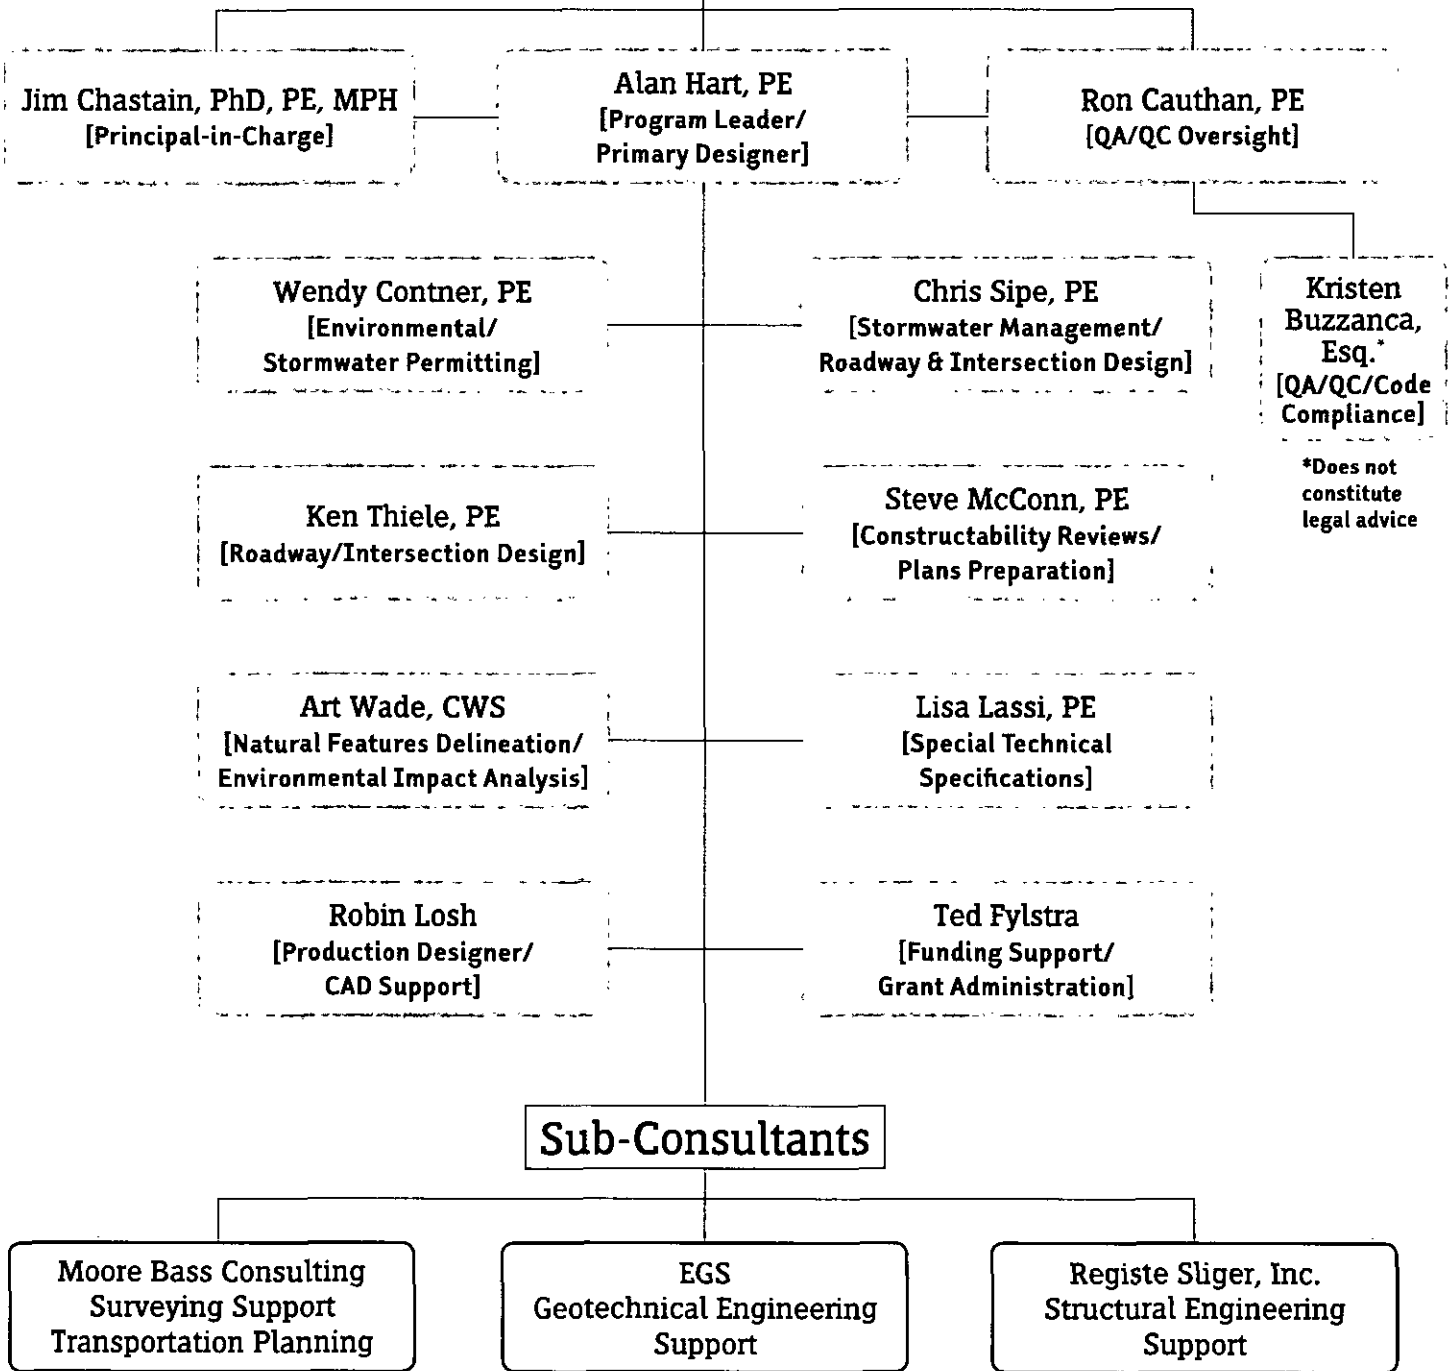 Jim Chastain, PhD, PE, MPH
[Principal-in-Charge]
Alan Hart, PE
[Program Leader/
Primary Designer]
Ron Cauthan, PE
[QA/QC Oversight]
Wendy Contner, PE
[Environmental/
Stormwater Permitting]
Chris Sipe, PE
[Stormwater Management/
Roadway & Intersection Design]
Kristen
Buzzanca,
Esq.*
[QA/QC/Code
Compliance]
*Does not
constitute
legal advice
Ken Thiele, PE
[Roadway/Intersection Design]
Steve McConn, PE
[Constructability Reviews/
Plans Preparation]
Art Wade, CWS
[Natural Features Delineation/
Environmental Impact Analysis]
Lisa Lassi, PE
[Special Technical
Specifications]
Robin Losh
[Production Designer/
CAD Support]
Ted Fylstra
[Funding Support/
Grant Administration]
Sub-Consultants
Moore Bass Consulting
Surveying Support
Transportation Planning
EGS
Geotechnical Engineering
Support
Registe Sliger, Inc.
Structural Engineering
Support